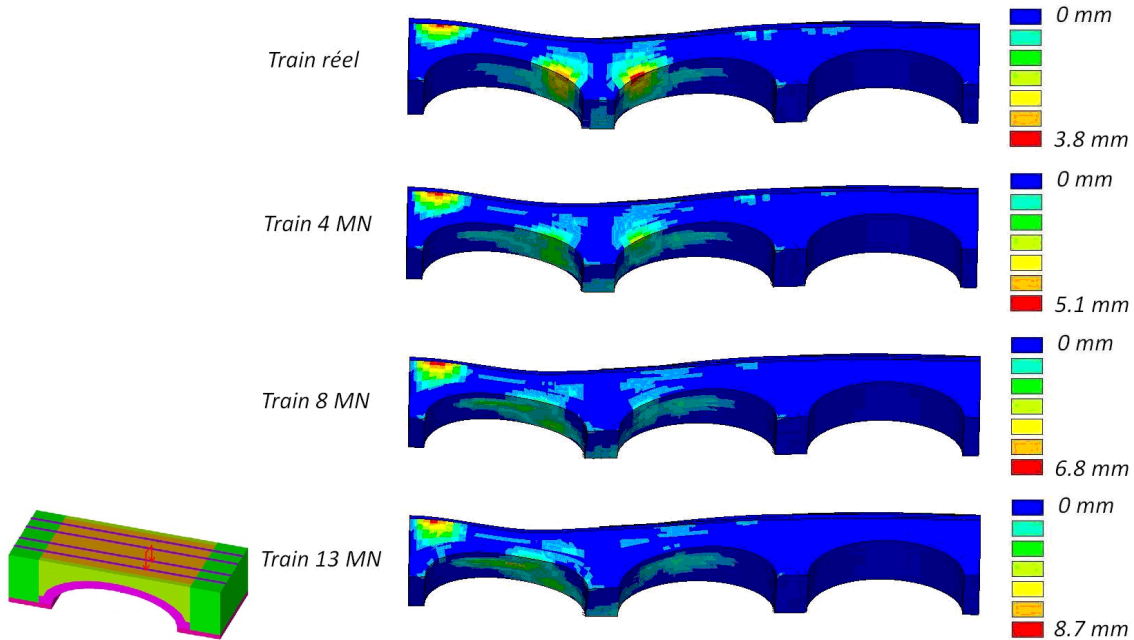 0 mm
Train réel
3.8 mm
0 mm
Train 4 MN
5.1 mm
0 mm
Train 8 MN
6.8 mm
0 mm
Train 13 MN
8.7 mm